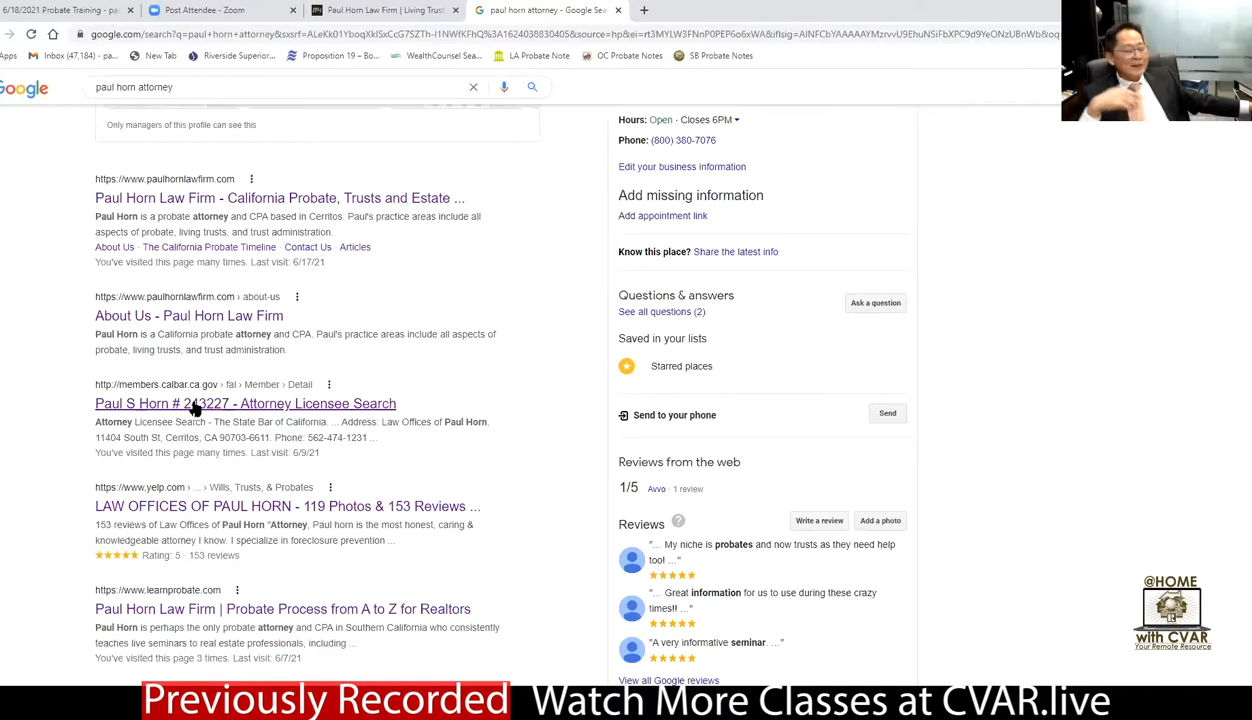 6/18/2021 Probate Training - pa
Post Attendee - Zoom
Paul Horn Law Firm | Living Trus
paul horn attorney - Google Sea
google.com/search?q=paul+horn+attorney&sxsrf=
Apps
Inbox (47,184) - pa...
New Tab
Riverside Superior...
Proposition 19 – Bo...
WealthCounsel Sear...
LA Probate Notes
OC Probate Notes
SB Probate Notes
paul horn attorney
Only managers of this profile can see this
https://www.paulhornlawfirm.com
Paul Horn Law Firm - California Probate, Trusts and Estate ...
Paul Horn is a probate attorney and CPA based in Cerritos. Paul's practice areas include all
aspects of probate, living trusts, and trust administration.
About Us · The California Probate Timeline · Contact Us · Articles
You've visited this page many times. Last visit: 6/17/21
https://www.paulhornlawfirm.com › about-us
About Us - Paul Horn Law Firm
Paul Horn is a California probate attorney and CPA. Paul's practice areas include all aspects of
probate, living trusts, and trust administration.
http://members.calbar.ca.gov › fal › Member › Detail
Paul S Horn # 243227 - Attorney Licensee Search
Attorney Licensee Search - The State Bar of California. ... Address: Law Offices of Paul Horn.
11404 South St, Cerritos, CA 90703-6611. Phone: 562-474-1231 ...
You've visited this page many times. Last visit: 6/9/21
https://www.yelp.com › ... › Wills, Trusts, & Probates
LAW OFFICES OF PAUL HORN - 119 Photos & 153 Reviews ...
153 reviews of Law Offices of Paul Horn "Attorney, Paul horn is the most honest, caring &
knowledgeable attorney I know. I specialize in foreclosure prevention ...
Rating: 5 · 153 reviews
https://www.learnprobate.com
Paul Horn Law Firm | Probate Process from A to Z for Realtors
Paul Horn is perhaps the only probate attorney and CPA in Southern California who consistently
teaches live seminars to real estate professionals, including ...
You've visited this page 3 times. Last visit: 6/7/21
Hours: Open · Closes 6PM
Phone: (800) 380-7076
Edit your business information
Add missing information
Add appointment link
Know this place? Share the latest info
Questions & answers
Ask a question
See all questions (2)
Saved in your lists
Starred places
Send to your phone
Send
Reviews from the web
1/5 Avvo · 1 review
Reviews
Write a review
Add a photo
"... My niche is probates and now trusts as they need help
too! ..."
"... Great information for us to use during these crazy
times!! ..."
"A very informative seminar. ..."
View all Google reviews
@HOME
with CVAR
Your Remote Resource
Previously Recorded Watch More Classes at CVAR.live